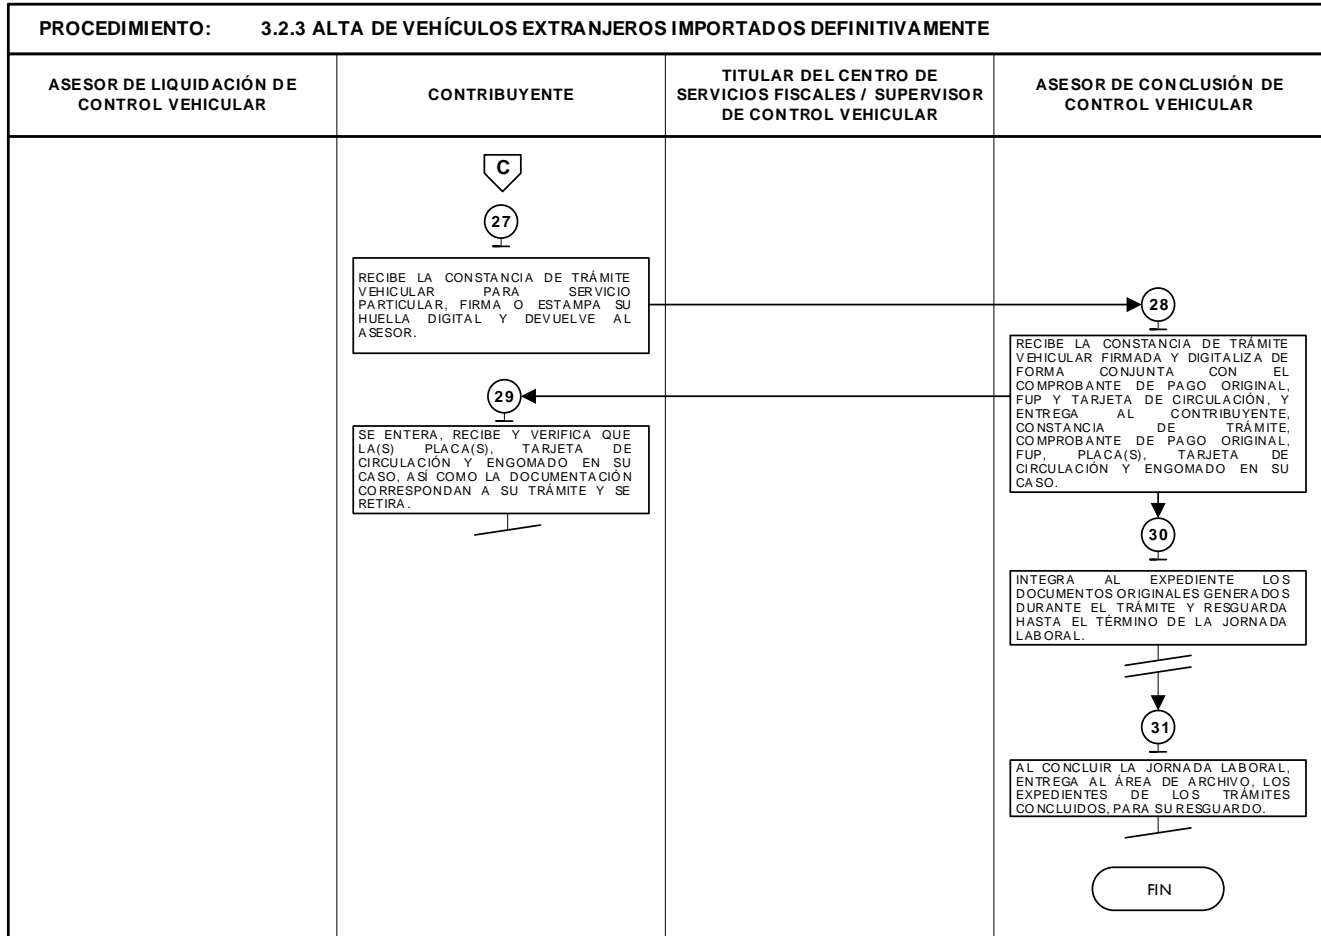 PROCEDIMIENTO: 3.2.3 ALTA DE VEHÍCULOS EXTRANJEROS IMPORTADOS DEFINITIVAMENTE
ASESOR DE LIQUIDACIÓN DE
CONTROL VEHICULAR
CONTRIBUYENTE
TITULAR DEL CENTRO DE
SERVICIOS FISCALES / SUPERVISOR
DE CONTROL VEHICULAR
ASESOR DE CONCLUSIÓN DE
CONTROL VEHICULAR
C
27
RECIBE LA CONSTANCIA DE TRÁMITE
VEHICULAR PARA SERVICIO
PARTICULAR, FIRMA O ESTAMPA SU
HUELLA DIGITAL Y DEVUELVE AL
ASESOR.
28
RECIBE LA CONSTANCIA DE TRÁMITE
VEHICULAR FIRMADA Y DIGITALIZA DE
FORMA CONJUNTA CON EL
COMPROBANTE DE PAGO ORIGINAL,
FUP Y TARJETA DE CIRCULACIÓN, Y
ENTREGA AL CONTRIBUYENTE,
CONSTANCIA DE TRÁMITE,
COMPROBANTE DE PAGO ORIGINAL,
FUP, PLACA(S), TARJETA DE
CIRCULACIÓN Y ENGOMADO EN SU
CASO.
29
SE ENTERA, RECIBE Y VERIFICA QUE
LA(S) PLACA(S), TARJETA DE
CIRCULACIÓN Y ENGOMADO EN SU
CASO, ASÍ COMO LA DOCUMENTACIÓN
CORRESPONDAN A SU TRÁMITE Y SE
RETIRA.
30
INTEGRA AL EXPEDIENTE LOS
DOCUMENTOS ORIGINALES GENERADOS
DURANTE EL TRÁMITE Y RESGUARDA
HASTA EL TÉRMINO DE LA JORNADA
LABORAL.
31
AL CONCLUIR LA JORNADA LABORAL,
ENTREGA AL ÁREA DE ARCHIVO, LOS
EXPEDIENTES DE LOS TRÁMITES
CONCLUIDOS, PARA SU RESGUARDO.
FIN